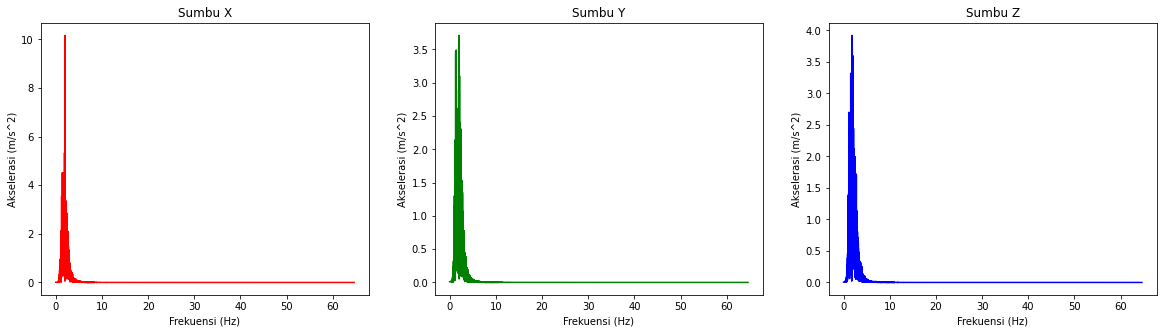 Sumbu X
Akselerasi (m/s^2)
10
8
6
4
2
0
0 10 20 30 40 50 60
Frekuensi (Hz)
Sumbu Y
Akselerasi (m/s^2)
3.5
3.0
2.5
2.0
1.5
1.0
0.5
0.0
0 10 20 30 40 50 60
Frekuensi (Hz)
Sumbu Z
Akselerasi (m/s^2)
4.0
3.5
3.0
2.5
2.0
1.5
1.0
0.5
0.0
0 10 20 30 40 50 60
Frekuensi (Hz)